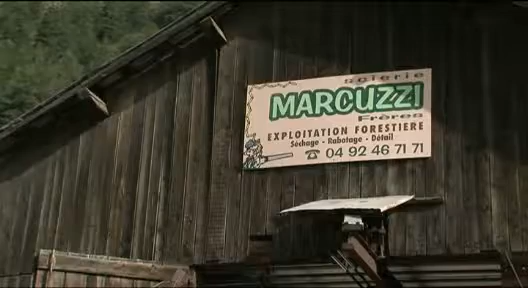 scierie
MARCUZZI
Frères
EXPLOITATION FORESTIERE
Séchage - Rabotage - Détail
☎ 04 92 46 71 71